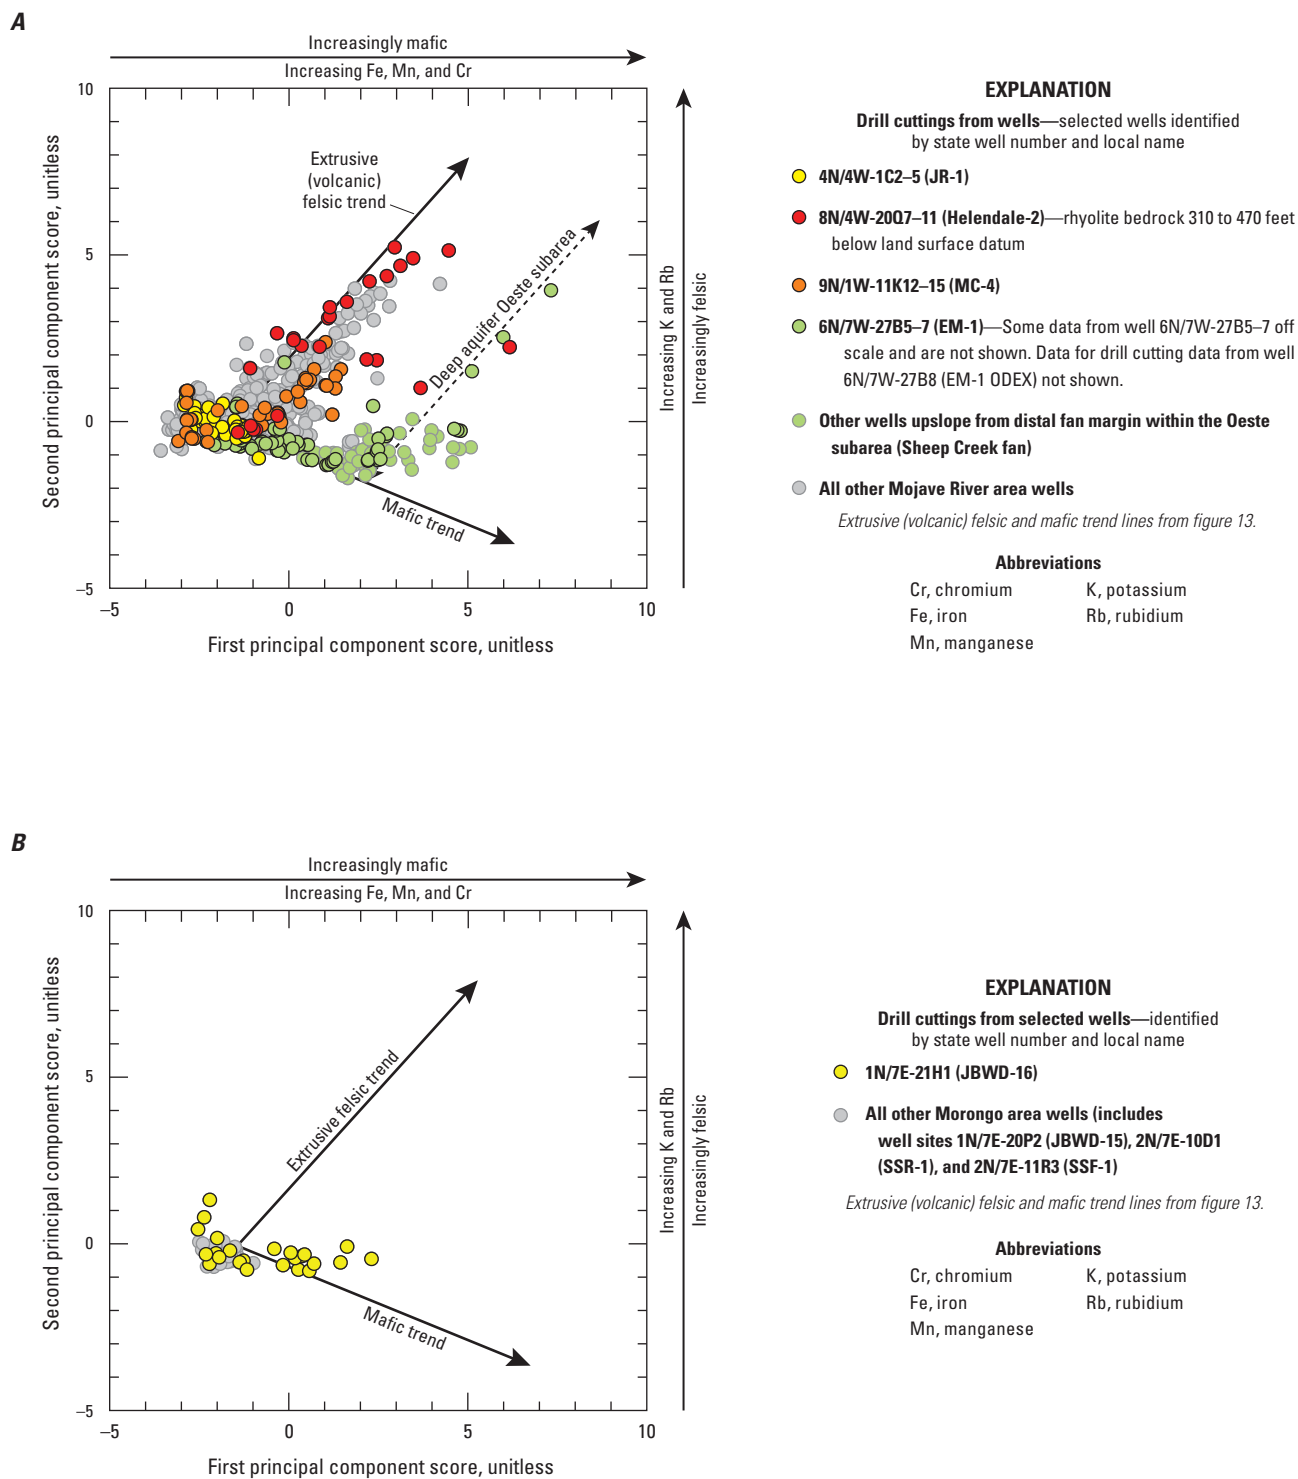 A
Increasingly mafic
Increasing Fe, Mn, and Cr
10
5
0
–5
–5
0
5
10
Second principal component score, unitless
First principal component score, unitless
Extrusive
(volcanic)
felsic trend
Deep aquifer Oeste subarea
Mafic trend
Increasing K and Rb
Increasingly felsic
EXPLANATION
Drill cuttings from wells—selected wells identified
by state well number and local name
4N/4W-1C2–5 (JR-1)
8N/4W-20Q7–11 (Helendale-2)—rhyolite bedrock 310 to 470 feet
below land surface datum
9N/1W-11K12–15 (MC-4)
6N/7W-27B5–7 (EM-1)—Some data from well 6N/7W-27B5–7 off
scale and are not shown. Data for drill cutting data from well
6N/7W-27B8 (EM-1 ODEX) not shown.
Other wells upslope from distal fan margin within the Oeste
subarea (Sheep Creek fan)
All other Mojave River area wells
Extrusive (volcanic) felsic and mafic trend lines from figure 13.
Abbreviations
Cr, chromium
Fe, iron
Mn, manganese
K, potassium
Rb, rubidium
B
Increasingly mafic
Increasing Fe, Mn, and Cr
10
5
0
–5
–5
0
5
10
Second principal component score, unitless
First principal component score, unitless
Extrusive felsic trend
Mafic trend
Increasing K and Rb
Increasingly felsic
EXPLANATION
Drill cuttings from selected wells—identified
by state well number and local name
1N/7E-21H1 (JBWD-16)
All other Morongo area wells (includes
well sites 1N/7E-20P2 (JBWD-15), 2N/7E-10D1
(SSR-1), and 2N/7E-11R3 (SSF-1)
Extrusive (volcanic) felsic and mafic trend lines from figure 13.
Abbreviations
Cr, chromium
Fe, iron
Mn, manganese
K, potassium
Rb, rubidium